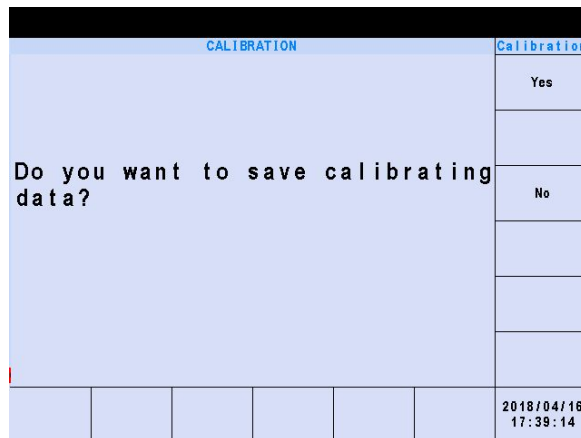 CALIBRATION
Calibration
Yes
Do you want to save calibrating
data?
No
2018/04/16
17:39:14